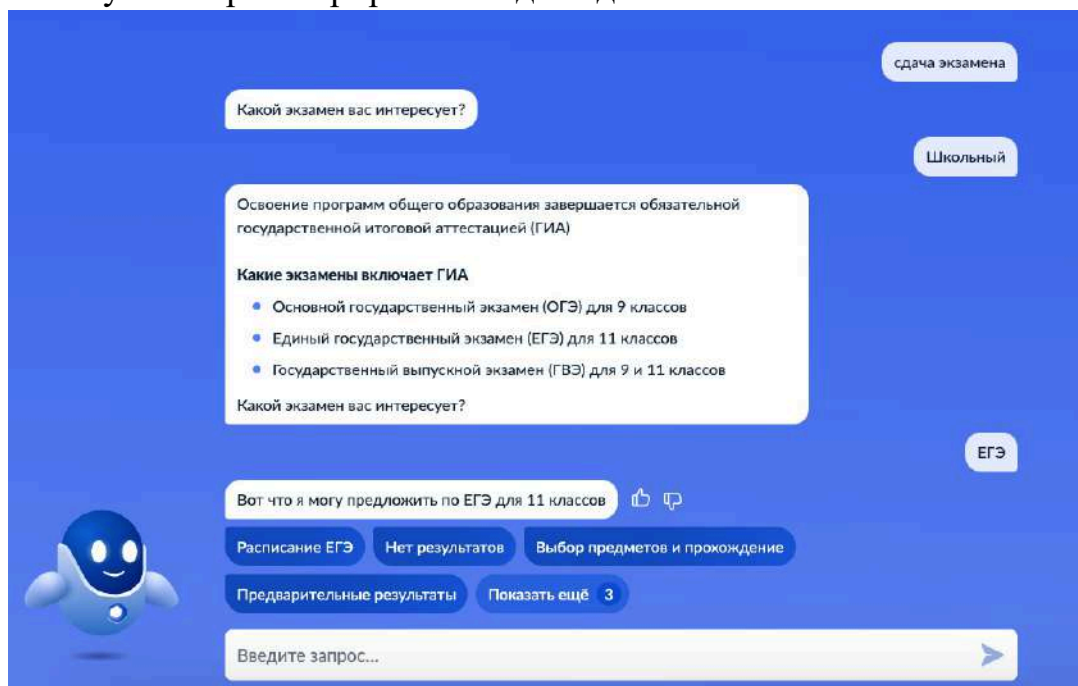 сдача экзамена
Какой экзамен вас интересует?
Школьный
Освоение программ общего образования завершается обязательной
государственной итоговой аттестацией (ГИА)
Какие экзамены включает ГИА
Основной государственный экзамен (ОГЭ) для 9 классов
Единый государственный экзамен (ЕГЭ) для 11 классов
Государственный выпускной экзамен (ГВЭ) для 9 и 11 классов
Какой экзамен вас интересует?
ЕГЭ
Вот что я могу предложить по ЕГЭ для 11 классов
Расписание ЕГЭ Нет результатов Выбор предметов и прохождение
Предварительные результаты Показать ещё 3
Введите запрос...